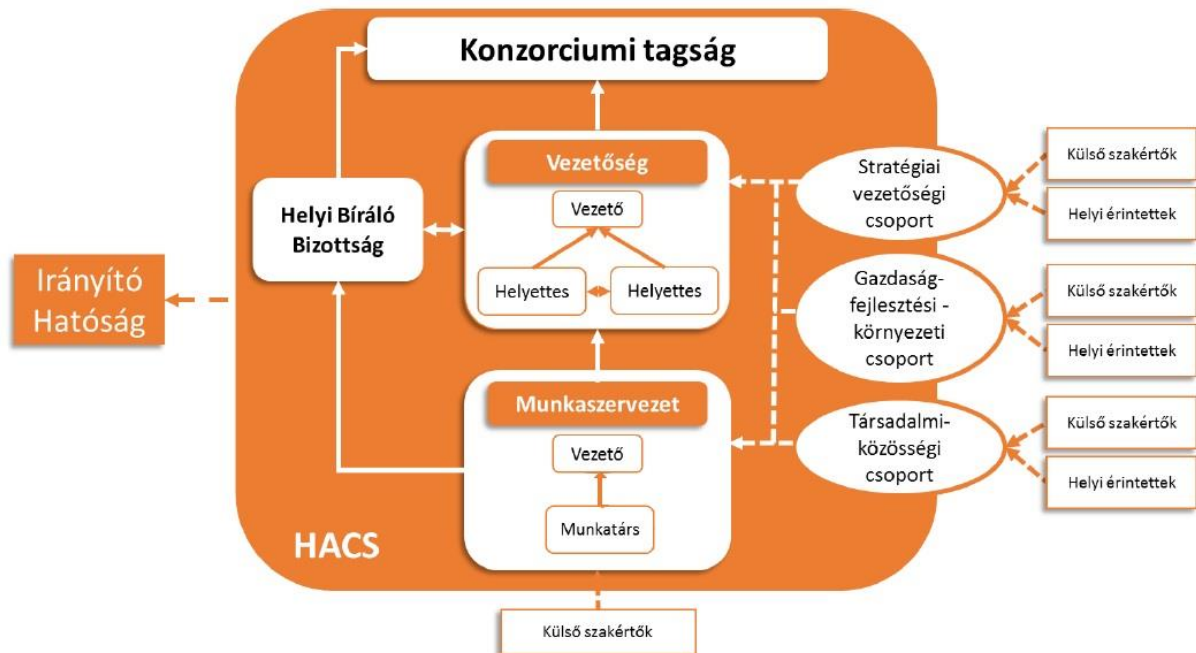 Konzorciumi tagság
Vezetőség
Vezető
Helyettes
Helyettes
Helyi Bíráló
Bizottság
Irányító
Hatóság
Munkaszervezet
Vezető
Munkatárs
HACS
Külső szakértők
Stratégiai
vezetőségi
csoport
Külső szakértők
Helyi érintettek
Gazdaság-
fejlesztési -
környezeti
csoport
Külső szakértők
Helyi érintettek
Társadalmi-
közösségi
csoport
Külső szakértők
Helyi érintettek